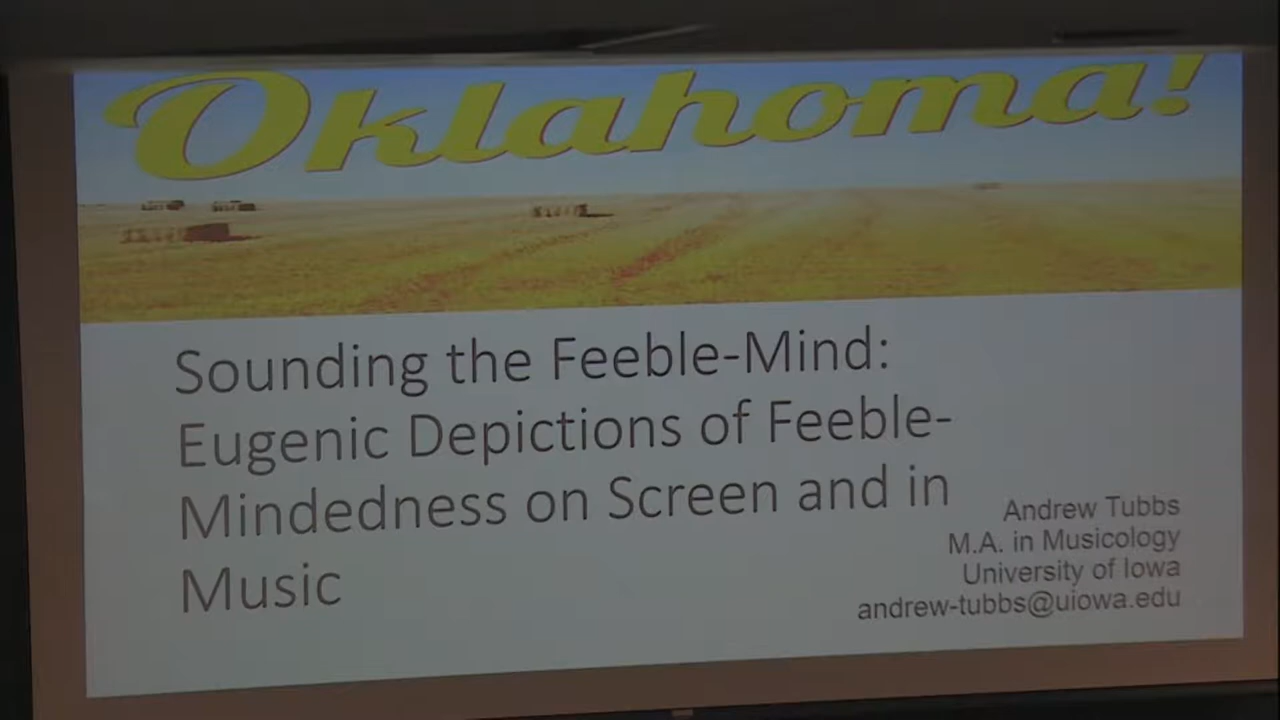 Oklahoma!
Sounding the Feeble-Mind:
Eugenic Depictions of Feeble-
Mindedness on Screen and in
Music
Andrew Tubbs
M.A. in Musicology
University of Iowa
andrew-tubbs@uiowa.edu